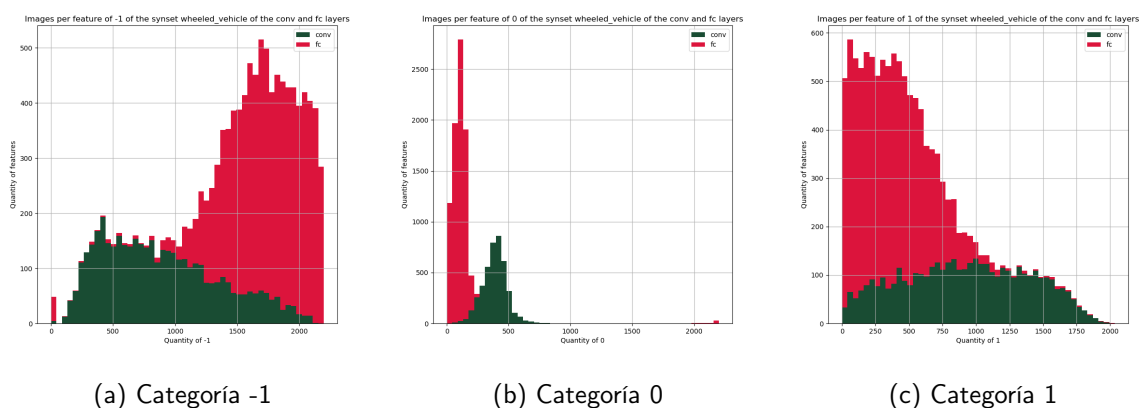 Images per feature of -1 of the synset wheeled_vehicle of the conv and fc layers
conv
fc
Quantity of features
500
400
300
200
100
0
0 500 1000 1500 2000
Quantity of -1
(a) Categoría -1
Images per feature of 0 of the synset wheeled_vehicle of the conv and fc layers
conv
fc
Quantity of features
2500
2000
1500
1000
500
0
0 500 1000 1500 2000
Quantity of 0
(b) Categoría 0
Images per feature of 1 of the synset wheeled_vehicle of the conv and fc layers
conv
fc
Quantity of features
600
500
400
300
200
100
0
0 250 500 750 1000 1250 1500 1750 2000
Quantity of 1
(c) Categoría 1